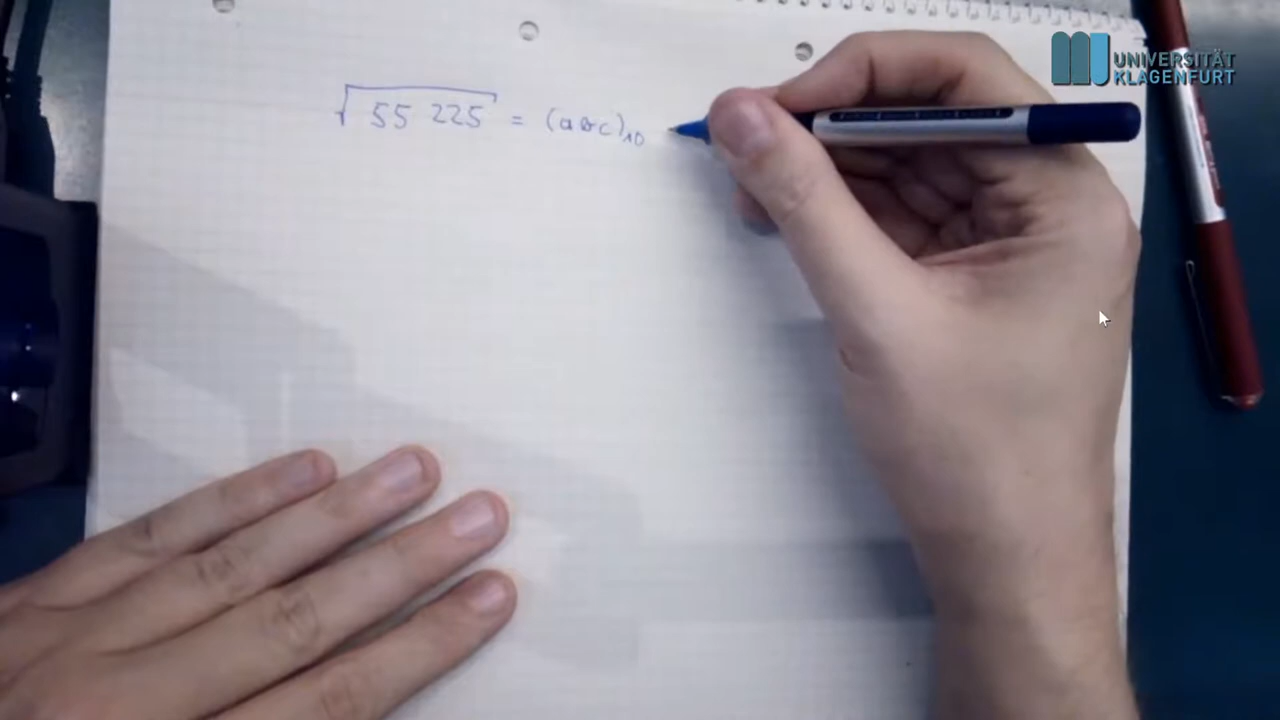 √55 225 = (abc)₁₀
UNIVERSITÄT
KLAGENFURT